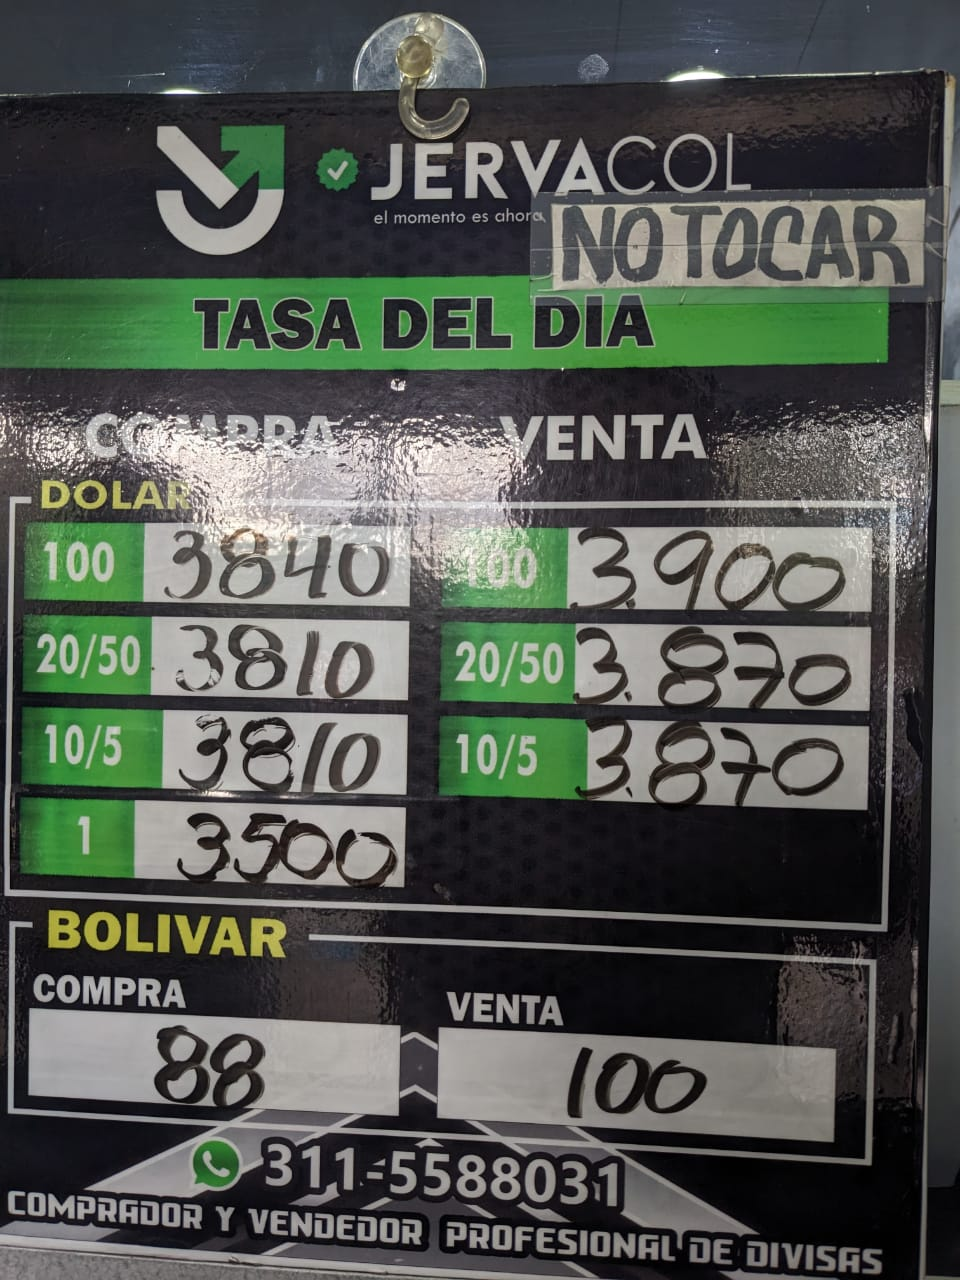 JERVACOL
el momento es ahora
NO TOCAR
TASA DEL DIA
COMPRA VENTA
DOLAR
100 3840 100 3.900
20/50 3810 20/50 3.870
10/5 3810 10/5 3.870
1 3500
BOLIVAR
COMPRA VENTA
88 100
311-5588031
COMPRADOR Y VENDEDOR PROFESIONAL DE DIVISAS